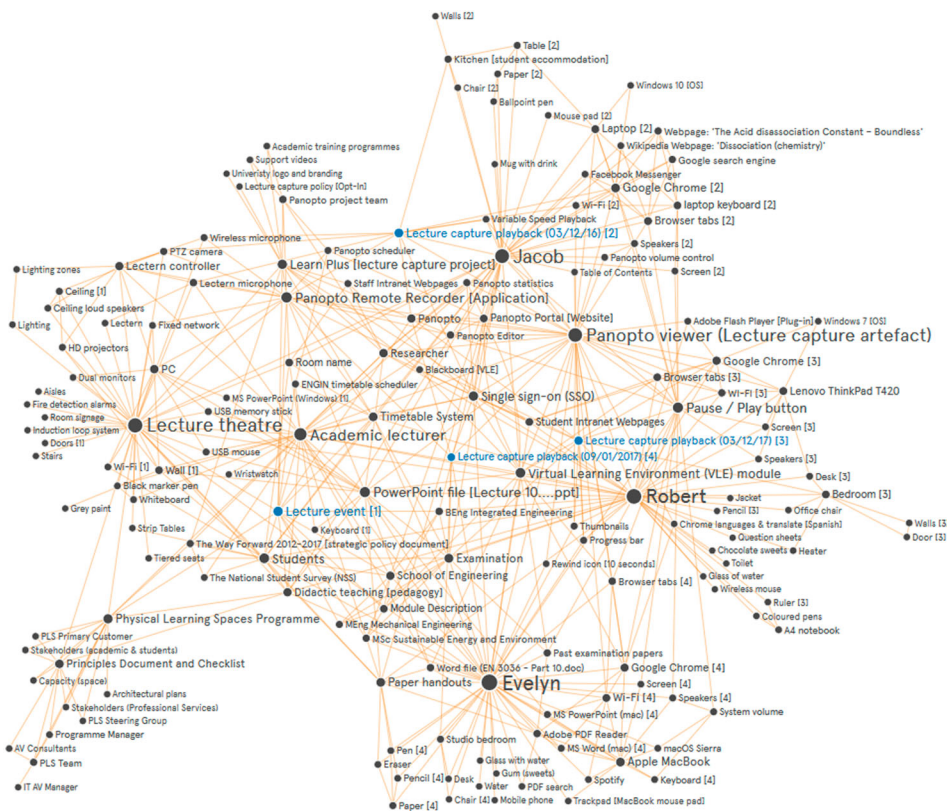 Walls [2]
Table [2]
Kitchen [student accommodation]
Paper [2]
Chair [2]
Windows 10 [OS]
Ballpoint pen
Mouse pad [2]
Laptop [2]
Webpage: 'The Acid disassociation Constant – Boundless'
Academic training programmes
Wikipedia Webpage: 'Dissociation (chemistry)'
Support videos
Google search engine
Mug with drink
Univeristy logo and branding
Facebook Messenger
Lecture capture policy [Opt-In]
Google Chrome [2]
Panopto project team
Wi-Fi [2]
laptop keyboard [2]
Variable Speed Playback
Browser tabs [2]
Lecture capture playback (03/12/16) [2]
Wireless microphone
Speakers [2]
PTZ camera
Panopto scheduler
Jacob
Panopto volume control
Lectern controller
Learn Plus [lecture capture project]
Table of Contents
Screen [2]
Lighting zones
Lectern microphone
Staff Intranet Webpages
Panopto statistics
Ceiling [1]
Panopto Remote Recorder [Application]
Ceiling loud speakers
Panopto
Panopto Portal [Website]
Adobe Flash Player [Plug-in]
Windows 7 [OS]
Lighting
Lectern
Fixed network
Panopto Editor
Panopto viewer (Lecture capture artefact)
HD projectors
Researcher
Room name
Google Chrome [3]
Dual monitors
PC
Blackboard [VLE]
Browser tabs [3]
ENGIN timetable scheduler
Aisles
MS PowerPoint (Windows) [1]
Single sign-on (SSO)
WI-FI [3]
Lenovo ThinkPad T420
Fire detection alarms
USB memory stick
Pause / Play button
Room signage
Lecture theatre
Timetable System
Student Intranet Webpages
Screen [3]
Induction loop system
Academic lecturer
Doors [1]
Lecture capture playback (03/12/17) [3]
Stairs
USB mouse
Lecture capture playback (09/01/2017) [4]
Speakers [3]
Wi-Fi [1]
Wall [1]
Wristwatch
Virtual Learning Environment (VLE) module
Desk [3]
Black marker pen
PowerPoint file [Lecture 10....ppt]
Robert
Bedroom [3]
Whiteboard
Jacket
Grey paint
Lecture event [1]
BEng Integrated Engineering
Pencil [3]
Office chair
Strip Tables
Keyboard [1]
Thumbnails
Chrome languages & translate [Spanish]
Walls [3
The Way Forward 2012-2017 [strategic policy document]
Progress bar
Question sheets
Door [3]
Tiered seats
Students
Examination
Rewind icon [10 seconds]
Chocolate sweets
Heater
Toilet
The National Student Survey (NSS)
School of Engineering
Browser tabs [4]
Glass of water
Didactic teaching [pedagogy]
Wireless mouse
Module Description
Ruler [3]
Physical Learning Spaces Programme
MEng Mechanical Engineering
Coloured pens
PLS Primary Customer
MSc Sustainable Energy and Environment
A4 notebook
Stakeholders (academic & students)
Past examination papers
Principles Document and Checklist
Word file (EN 3036 - Part 10.doc)
Google Chrome [4]
Capacity (space)
Paper handouts
Evelyn
Screen [4]
Architectural plans
Wi-Fi [4]
Speakers [4]
Stakeholders (Professional Services)
MS PowerPoint (mac) [4]
System volume
PLS Steering Group
Programme Manager
Adobe PDF Reader
AV Consultants
Studio bedroom
MS Word (mac) [4]
macOS Sierra
PLS Team
Pen [4]
Glass with water
Apple MacBook
Eraser
Gum (sweets)
IT AV Manager
Pencil [4]
Desk
Water
PDF search
Spotify
Keyboard [4]
Paper [4]
Chair [4]
Mobile phone
Trackpad [MacBook mouse pad]